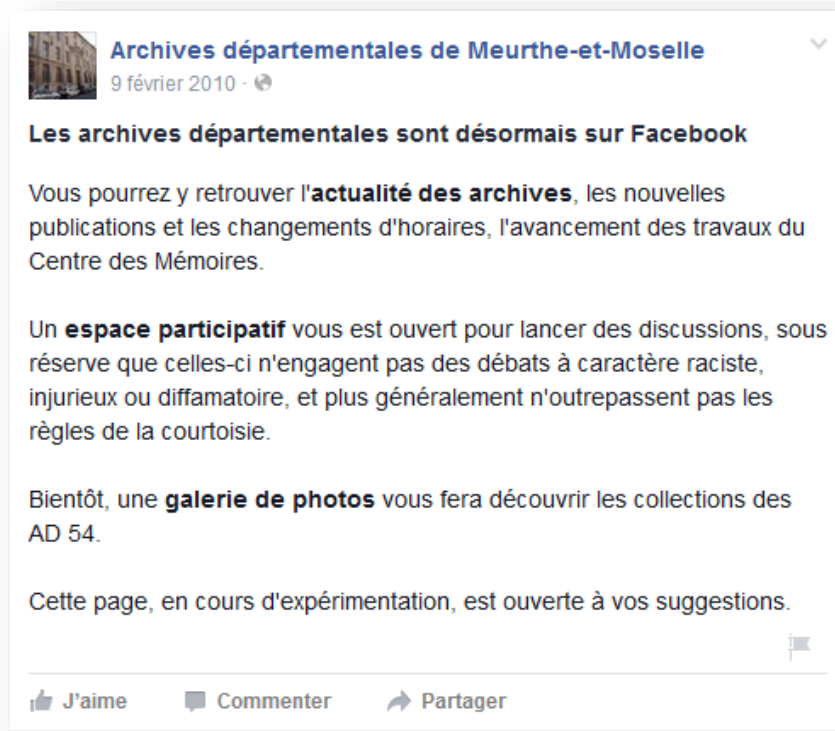 Archives départementales de Meurthe-et-Moselle
9 février 2010 ·
Les archives départementales sont désormais sur Facebook
Vous pourrez y retrouver l'actualité des archives, les nouvelles
publications et les changements d'horaires, l'avancement des travaux du
Centre des Mémoires.
Un espace participatif vous est ouvert pour lancer des discussions, sous
réserve que celles-ci n'engagent pas des débats à caractère raciste,
injurieux ou diffamatoire, et plus généralement n'outrepassent pas les
règles de la courtoisie.
Bientôt, une galerie de photos vous fera découvrir les collections des
AD 54.
Cette page, en cours d'expérimentation, est ouverte à vos suggestions.
J'aime Commenter Partager